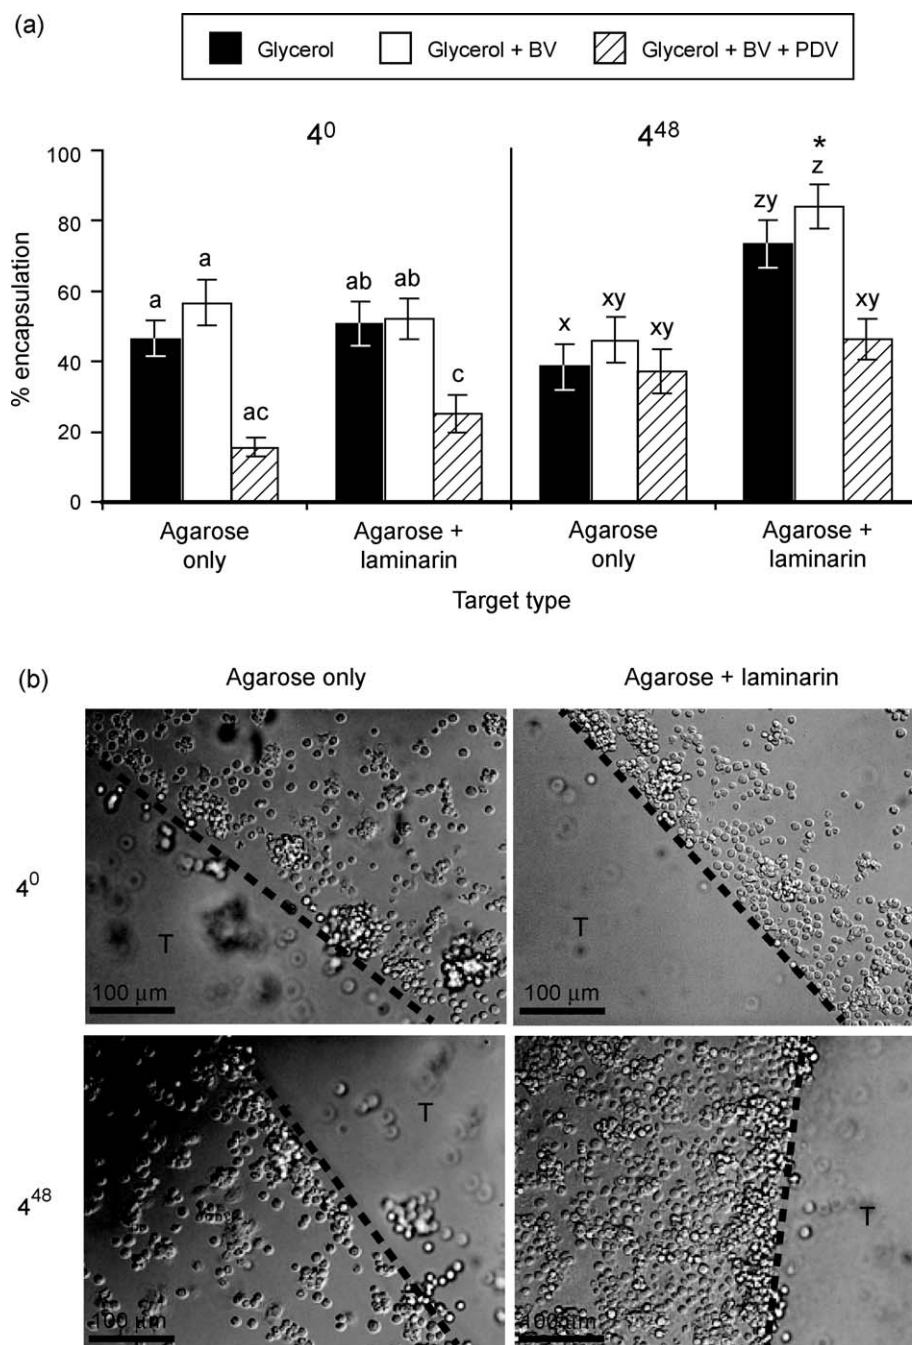 (a)
Glycerol Glycerol + BV Glycerol + BV + PDV
4⁰ 4⁴⁸
100
80
60
40
20
0
% encapsulation
a a ac ab ab c x xy xy zy * z xy
Agarose only
Agarose + laminarin
Agarose only
Agarose + laminarin
Target type
(b)
Agarose only Agarose + laminarin
4⁰
T
100 µm
T
100 µm
4⁴⁸
T
100 µm
T
100 µm